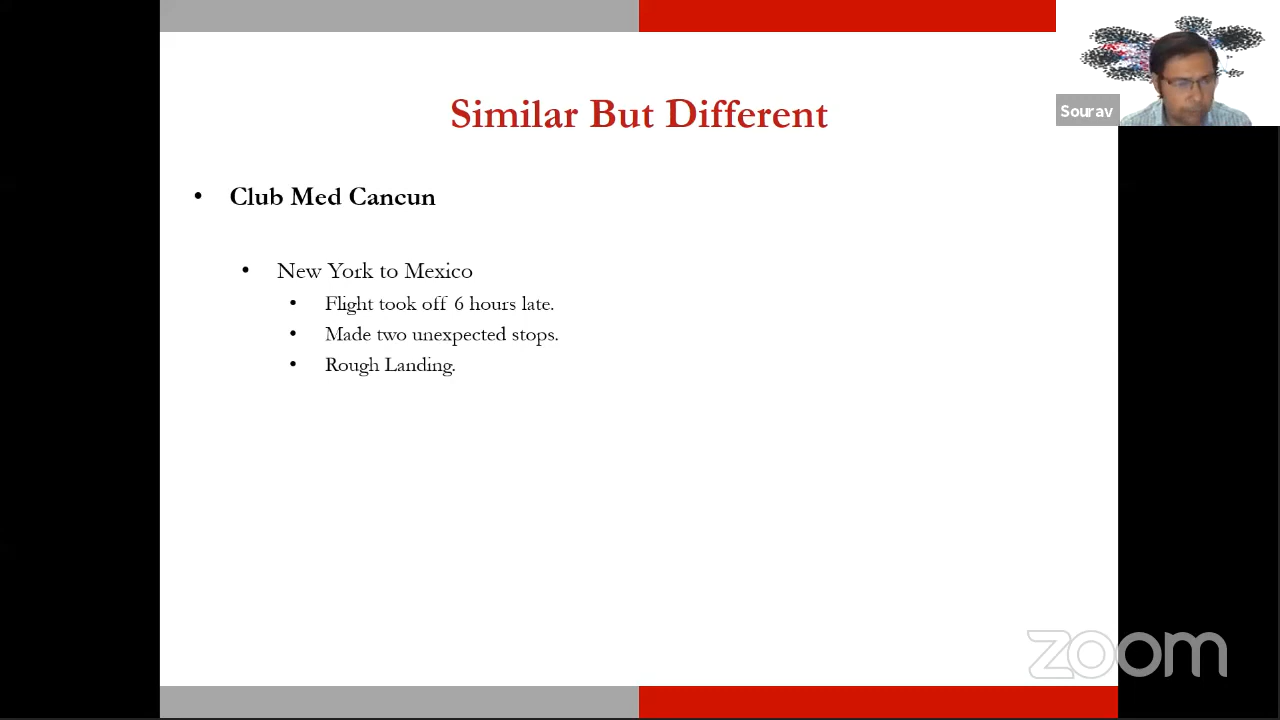 Similar But Different
Sourav
• Club Med Cancun
• New York to Mexico
• Flight took off 6 hours late.
• Made two unexpected stops.
• Rough Landing.
zoom